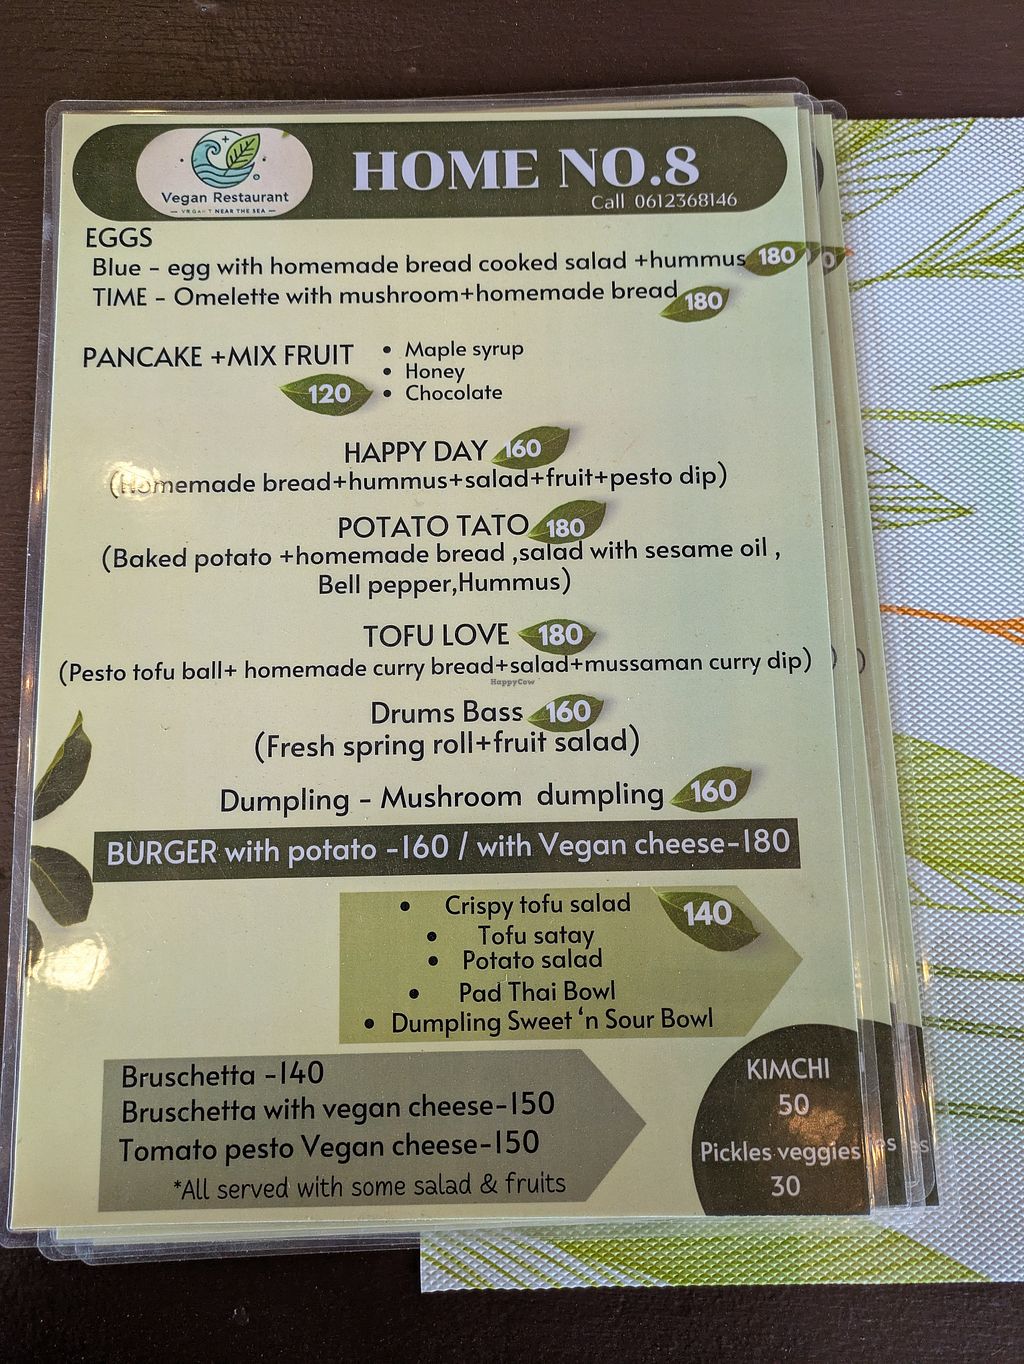 Vegan Restaurant
NEAR THE SEA
HOME NO.8
Call 0612368146
EGGS
Blue - egg with homemade bread cooked salad +hummus 180
TIME - Omelette with mushroom+homemade bread 180
PANCAKE +MIX FRUIT
120
• Maple syrup
• Honey
• Chocolate
HAPPY DAY 160
(Homemade bread+hummus+salad+fruit+pesto dip)
POTATO TATO 180
(Baked potato +homemade bread ,salad with sesame oil ,
Bell pepper,Hummus)
TOFU LOVE 180
(Pesto tofu ball+ homemade curry bread+salad+mussaman curry dip)
HappyCow
Drums Bass 160
(Fresh spring roll+fruit salad)
Dumpling - Mushroom dumpling 160
BURGER with potato -160 / with Vegan cheese-180
• Crispy tofu salad
140
• Tofu satay
• Potato salad
• Pad Thai Bowl
• Dumpling Sweet 'n Sour Bowl
Bruschetta -140
Bruschetta with vegan cheese-150
Tomato pesto Vegan cheese-150
*All served with some salad & fruits
KIMCHI
50
Pickles veggies
30